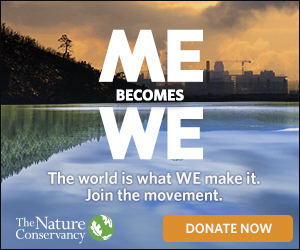 ME
BECOMES
WE
The world is what WE make it.
Join the movement.
The Nature
Conservancy
DONATE NOW